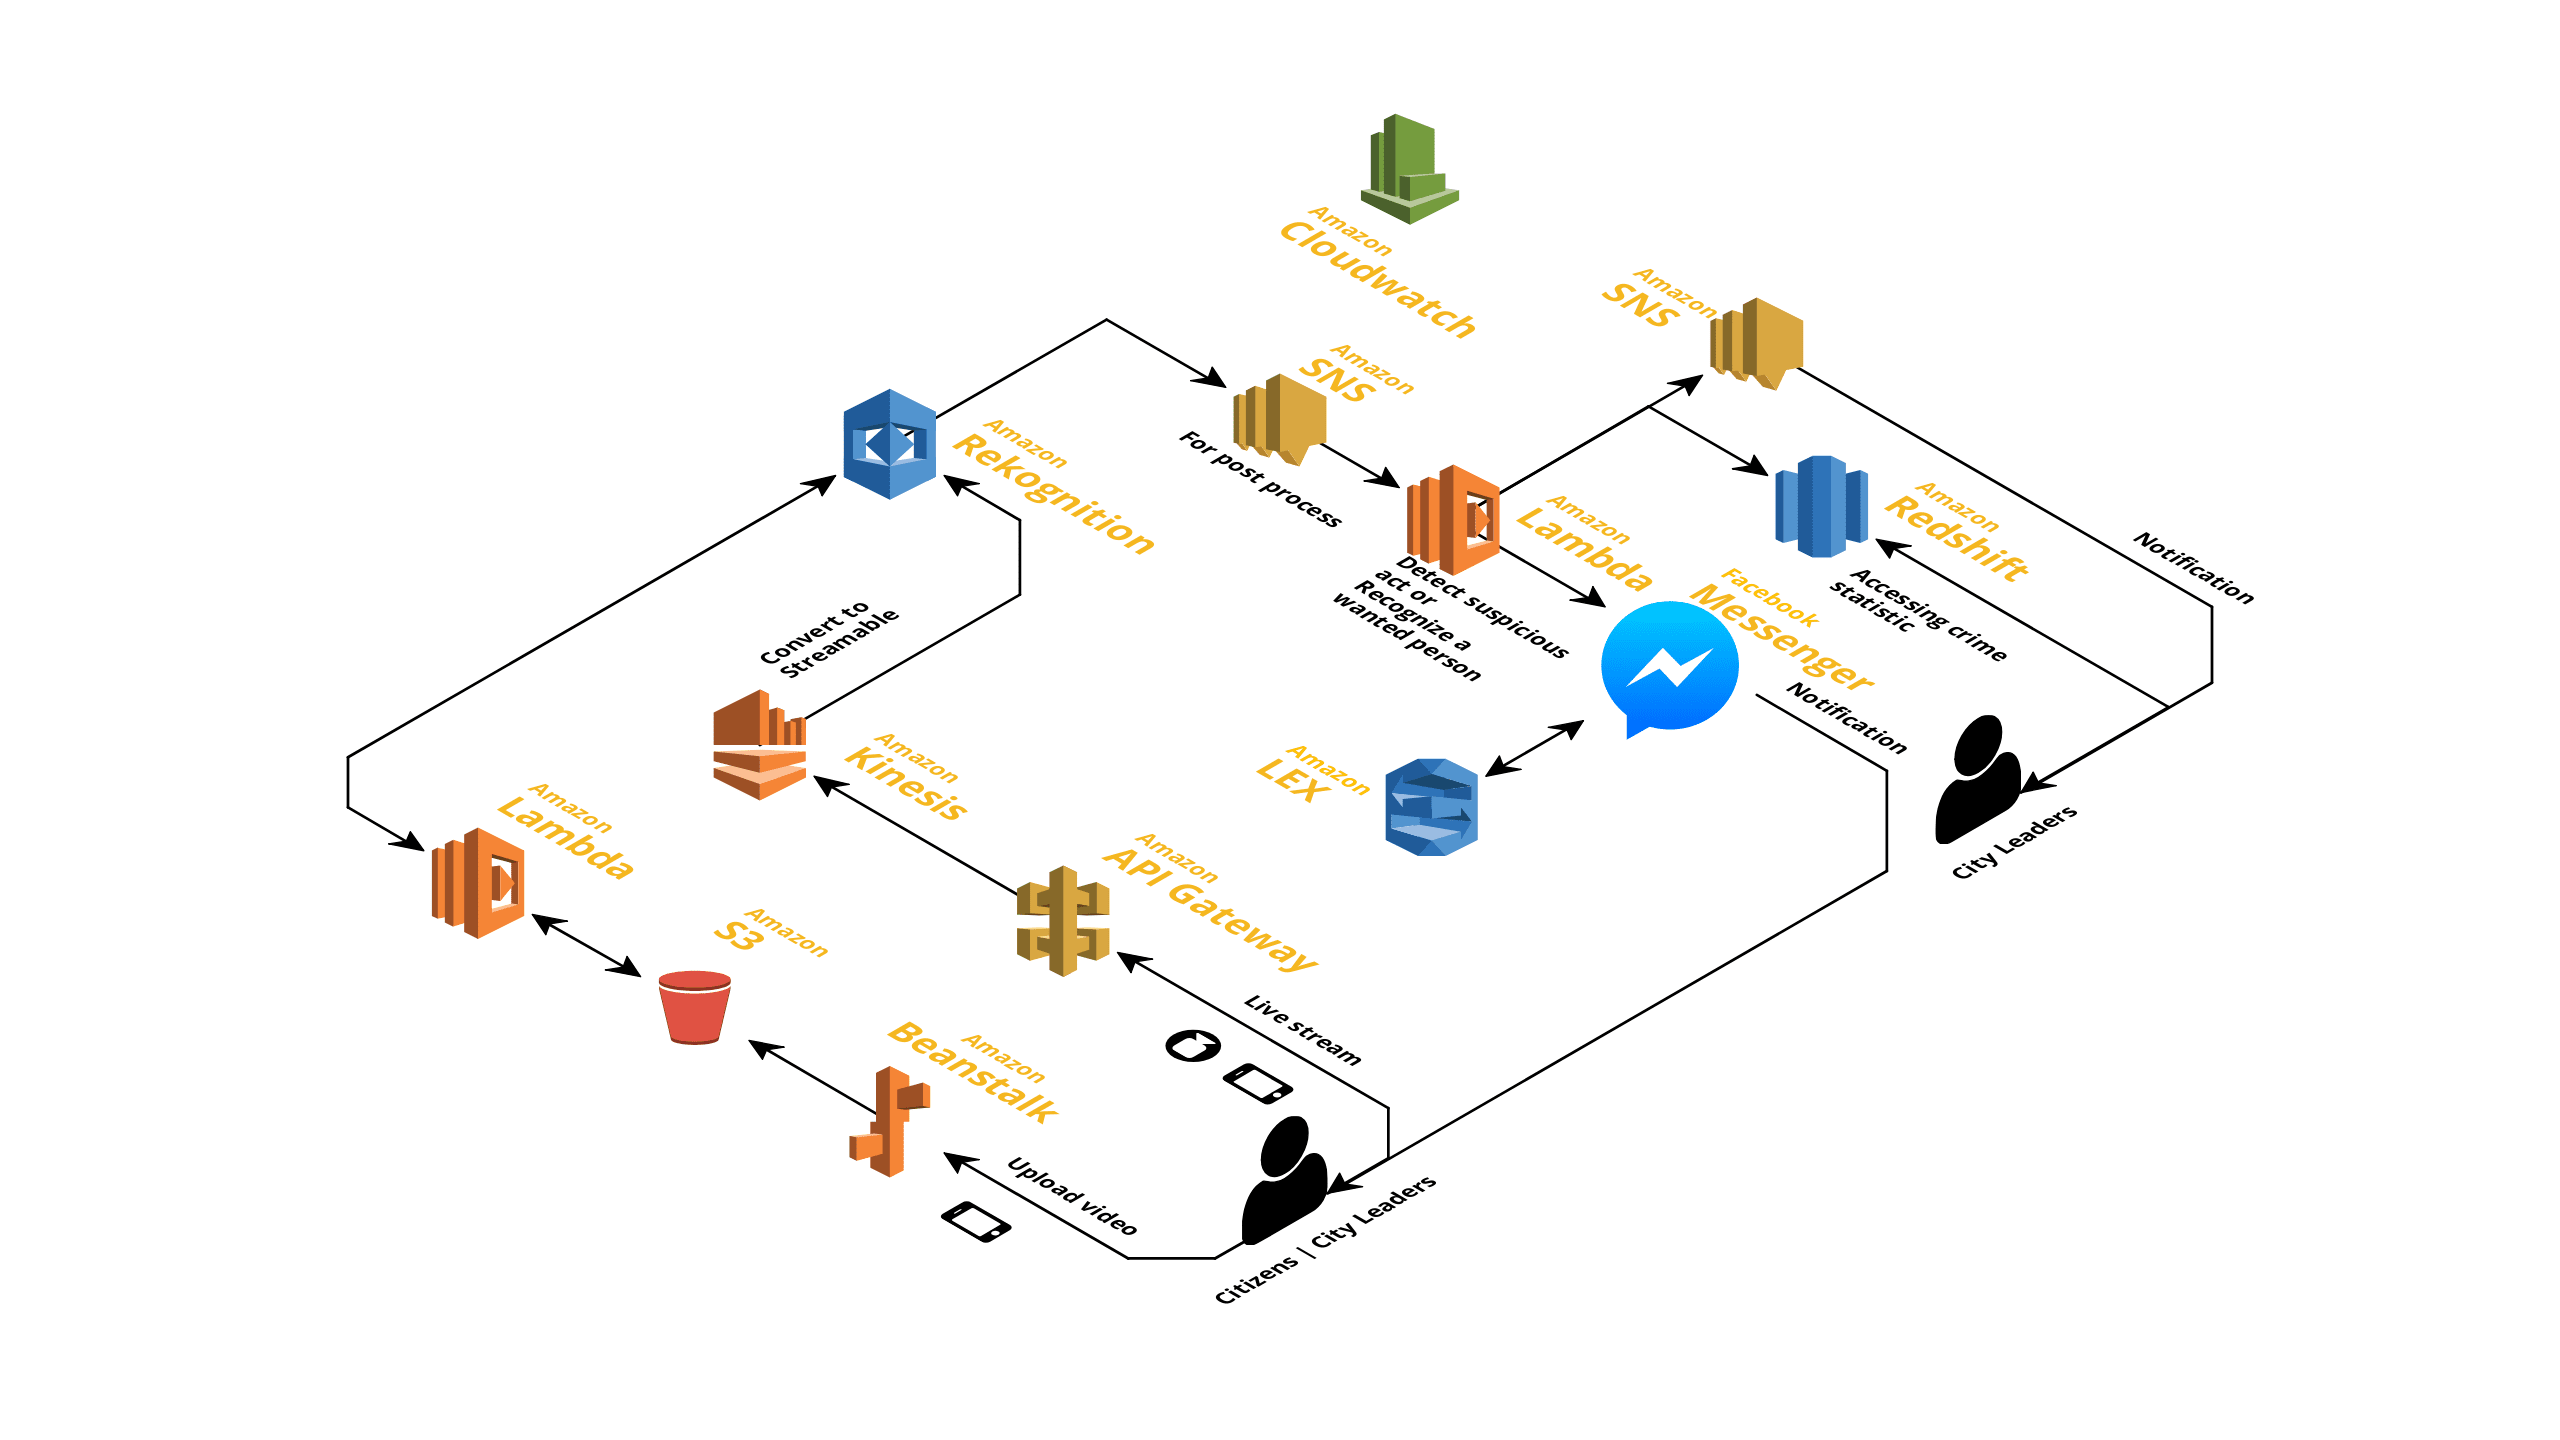 Amazon
Cloudwatch
Amazon
SNS
Amazon
SNS
For post process
Amazon
Rekognition
Amazon
Lambda
Detect suspicious
act or
Recognize a
wanted person
Amazon
Redshift
Accessing crime
statistic
Notification
Facebook
Messenger
Notification
City Leaders
Convert to
Streamable
Amazon
Kinesis
Amazon
LEX
Amazon
Lambda
Amazon
API Gateway
Amazon
S3
Live stream
Amazon
Beanstalk
Upload video
Citizens | City Leaders